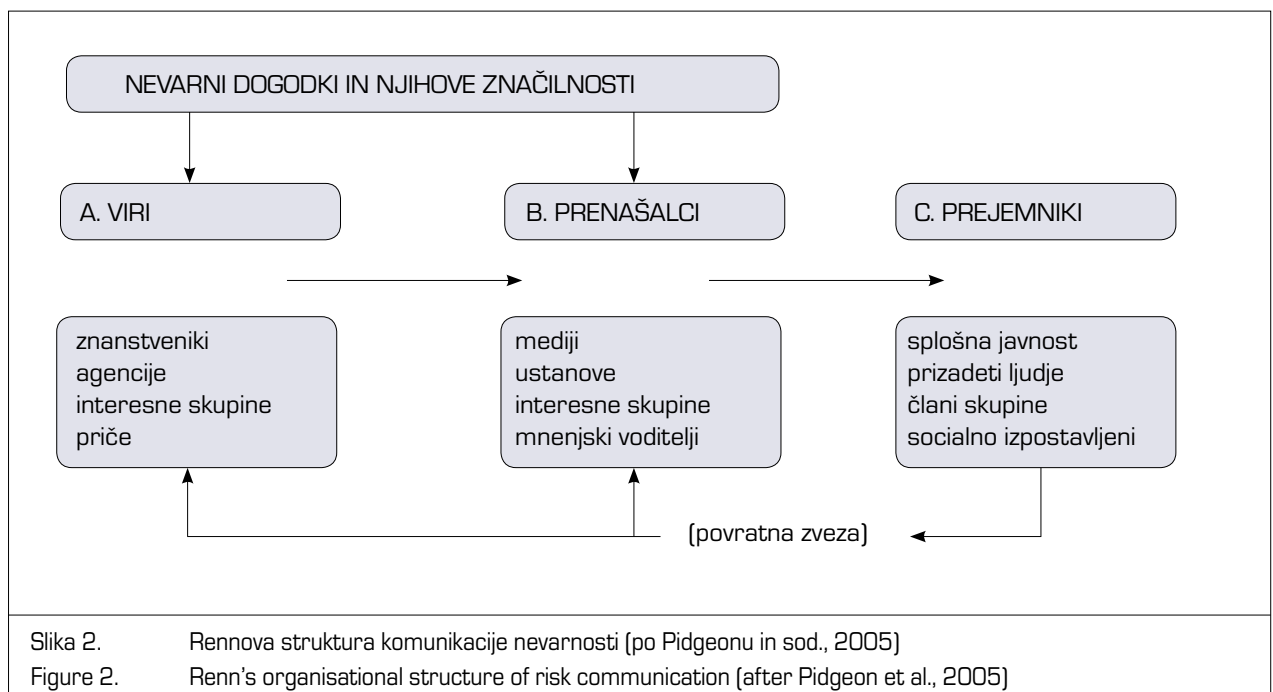 NEVARNI DOGODKI IN NJIHOVE ZNAČILNOSTI
A. VIRI
B. PRENAŠALCI
C. PREJEMNIKI
znanstveniki
agencije
interesne skupine
priče
mediji
ustanove
interesne skupine
mnenjski voditelji
splošna javnost
prizadeti ljudje
člani skupine
socialno izpostavljeni
(povratna zveza)
Slika 2. Rennova struktura komunikacije nevarnosti (po Pidgeonu in sod., 2005)
Figure 2. Renn's organisational structure of risk communication (after Pidgeon et al., 2005)